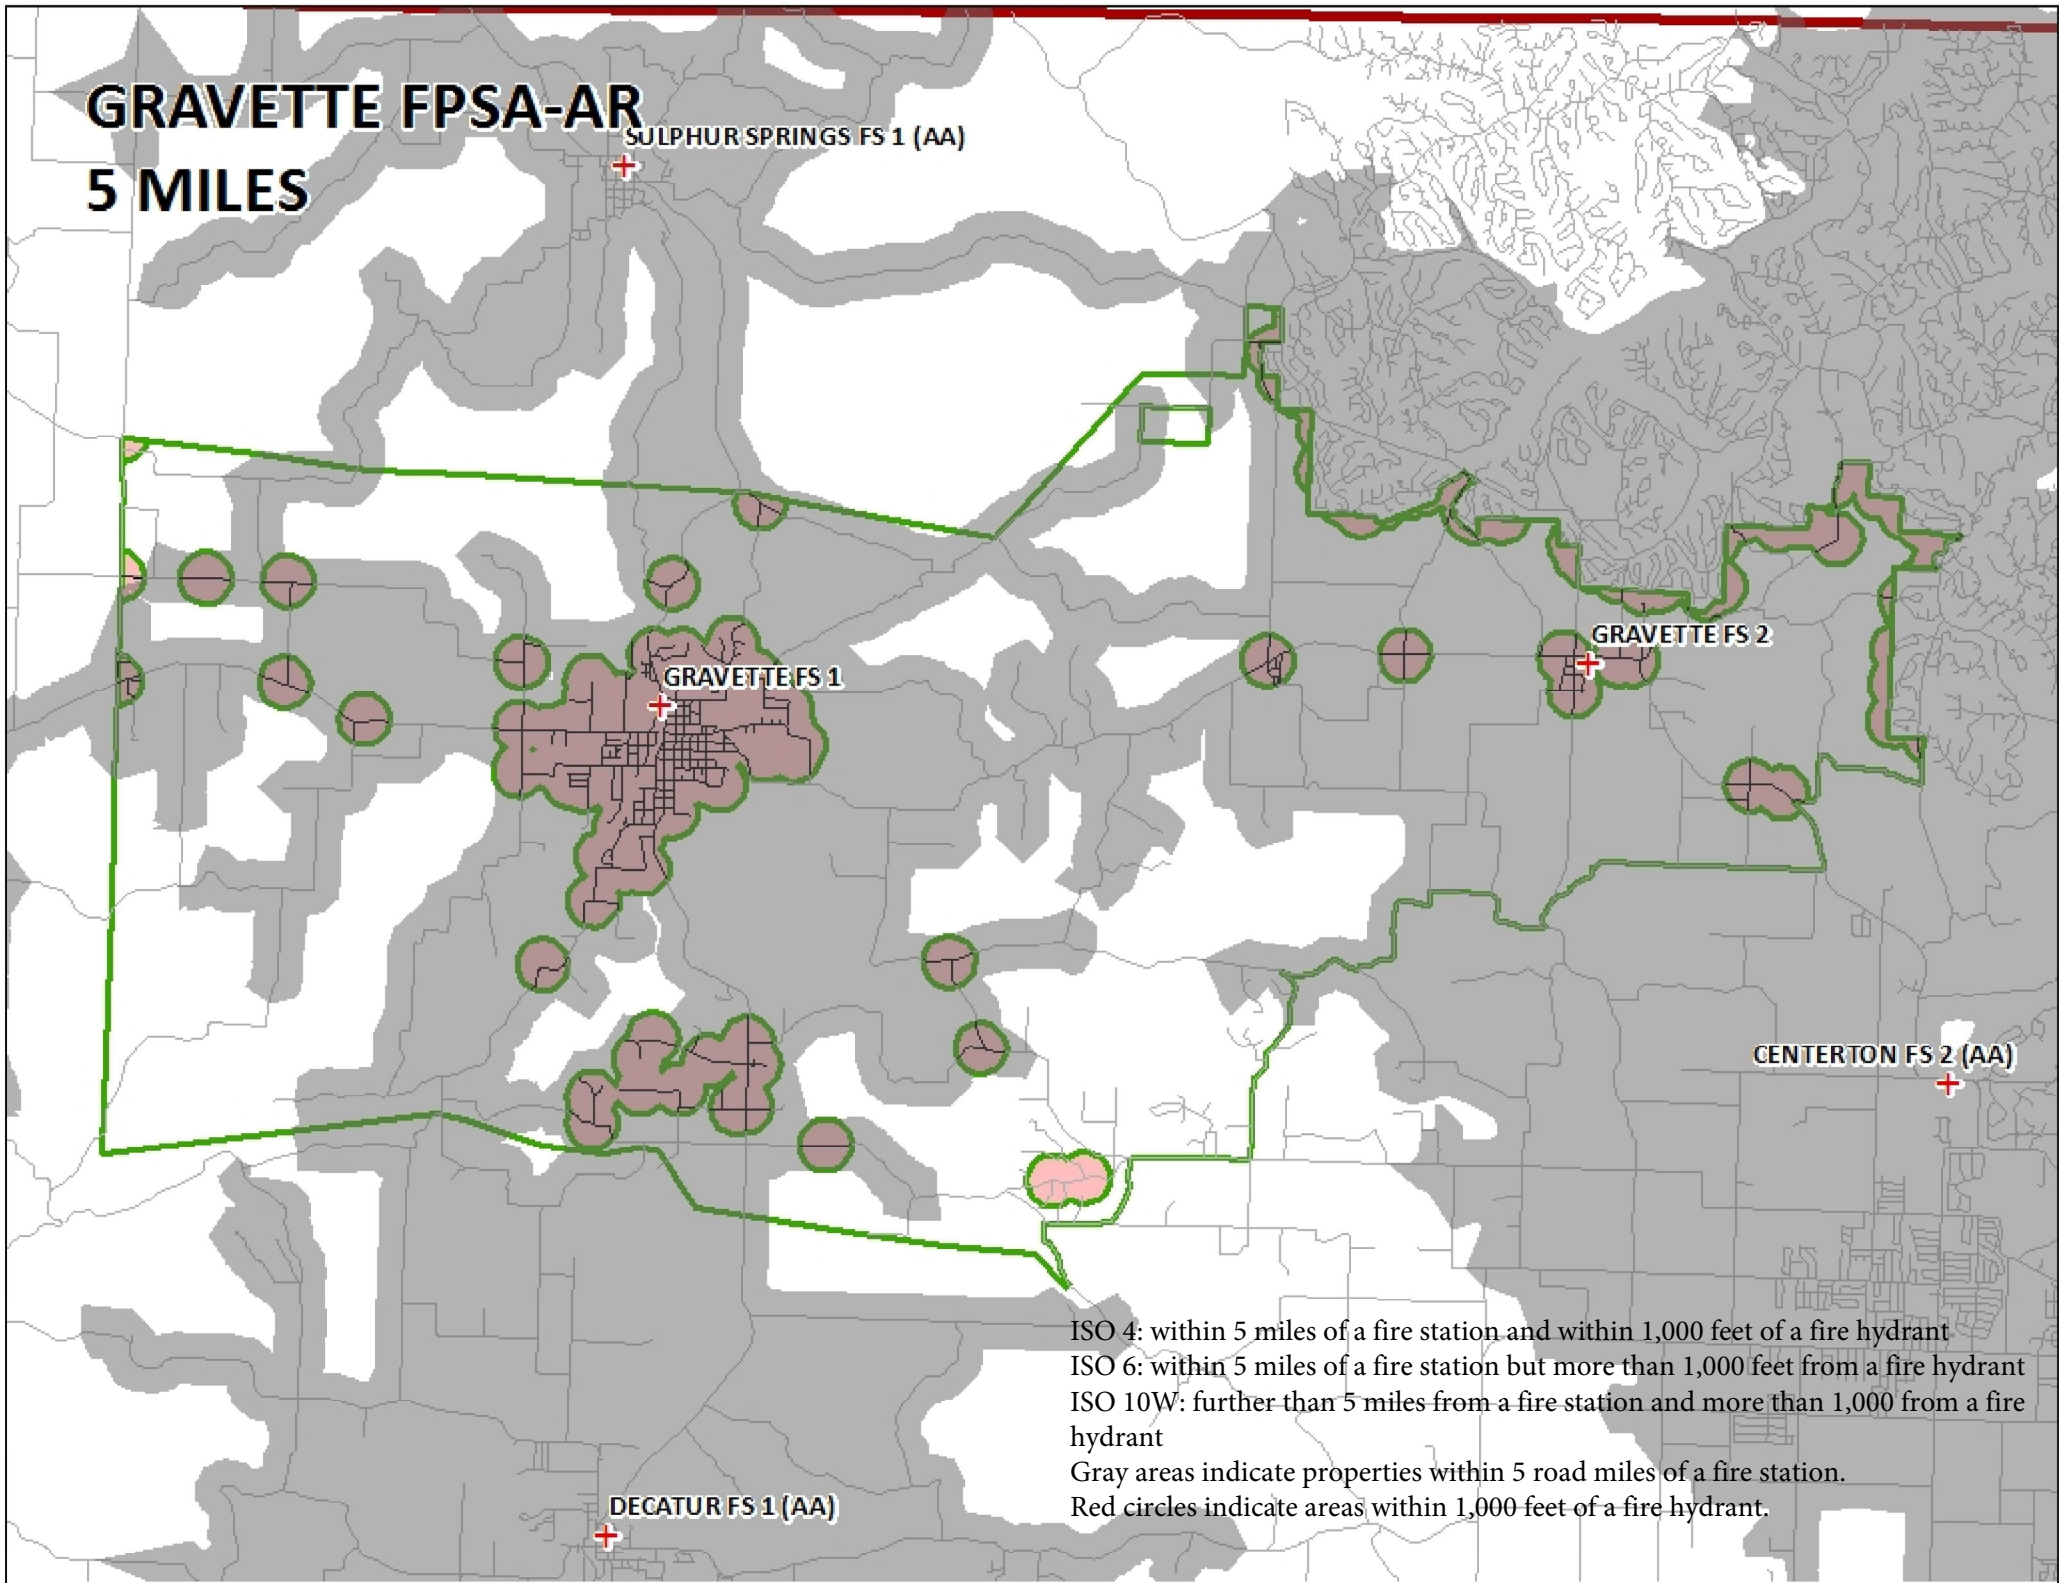 GRAVETTE FPSA-AR
5 MILES
SULPHUR SPRINGS FS 1 (AA)
GRAVETTE FS 2
GRAVETTE FS 1
CENTERTON FS 2 (AA)
ISO 4: within 5 miles of a fire station and within 1,000 feet of a fire hydrant
ISO 6: within 5 miles of a fire station but more than 1,000 feet from a fire hydrant
ISO 10W: further than 5 miles from a fire station and more than 1,000 from a fire
hydrant
Gray areas indicate properties within 5 road miles of a fire station.
Red circles indicate areas within 1,000 feet of a fire hydrant.
DECATUR FS 1 (AA)